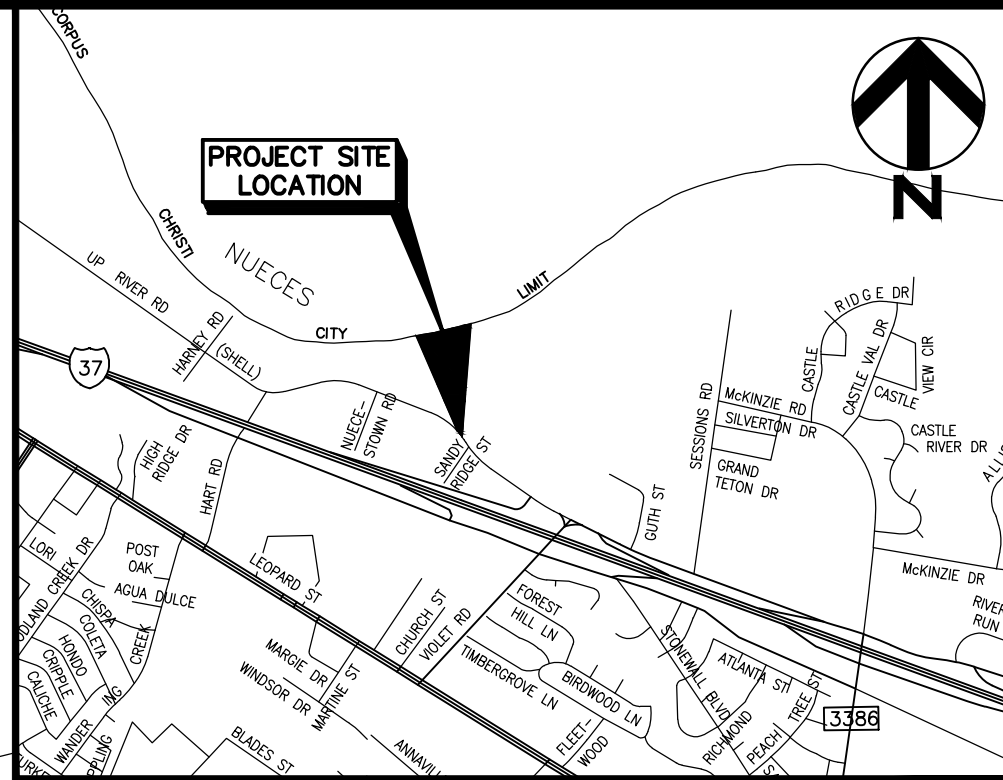 CORPUS
CHRISTI
CITY
LIMIT
PROJECT SITE
LOCATION
N
NUECES
UP RIVER RD
HARNEY RD
(SHELL)
37
NUECE-
STOWN RD
SANDY
RIDGE ST
HIGH
RIDGE DR
HART RD
SESSIONS RD
McKINZIE RD
SILVERTON DR
GRAND
TETON DR
GUTH ST
RIDGE DR
CASTLE
CASTLE VAL DR
CASTLE
VIEW CIR
CASTLE
RIVER DR
McKINZIE DR
RIVER
RUN
LORI
POST
OAK
AGUA DULCE
CREEK DR
CHISPA
COLETA
HONDO
CRIPPLE
CALICHE
CREEK
WANDER
ING
LEOPARD ST
MARGIE DR
WINDSOR DR
MARTINE ST
BLADES ST
CHURCH ST
VIOLET RD
FOREST
HILL LN
TIMBERGROVE LN
BIRDWOOD LN
FLEET-
WOOD
STONEWALL BLVD
ATLANTA ST
RICHMOND
PEACH
TREE ST
3386